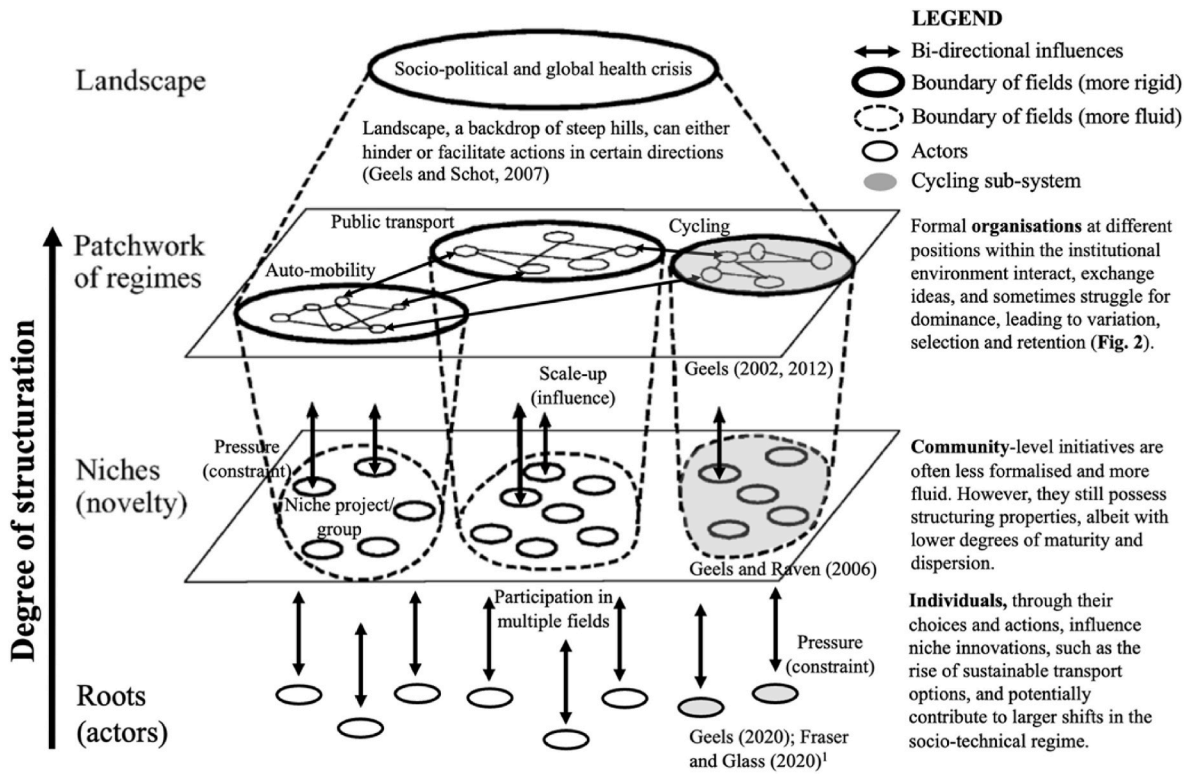 LEGEND
Bi-directional influences
Boundary of fields (more rigid)
Boundary of fields (more fluid)
Actors
Cycling sub-system
Landscape
Socio-political and global health crisis
Landscape, a backdrop of steep hills, can either
hinder or facilitate actions in certain directions
(Geels and Schot, 2007)
Degree of structuration
Patchwork
of regimes
Public transport
Cycling
Auto-mobility
Geels (2002, 2012)
Formal organisations at different
positions within the institutional
environment interact, exchange
ideas, and sometimes struggle for
dominance, leading to variation,
selection and retention (Fig. 2).
Scale-up
(influence)
Pressure
(constraint)
Niches
(novelty)
Niche project/
group
Geels and Raven (2006)
Community-level initiatives are
often less formalised and more
fluid. However, they still possess
structuring properties, albeit with
lower degrees of maturity and
dispersion.
Participation in
multiple fields
Pressure
(constraint)
Roots
(actors)
Geels (2020); Fraser
and Glass (2020)¹
Individuals, through their
choices and actions, influence
niche innovations, such as the
rise of sustainable transport
options, and potentially
contribute to larger shifts in the
socio-technical regime.